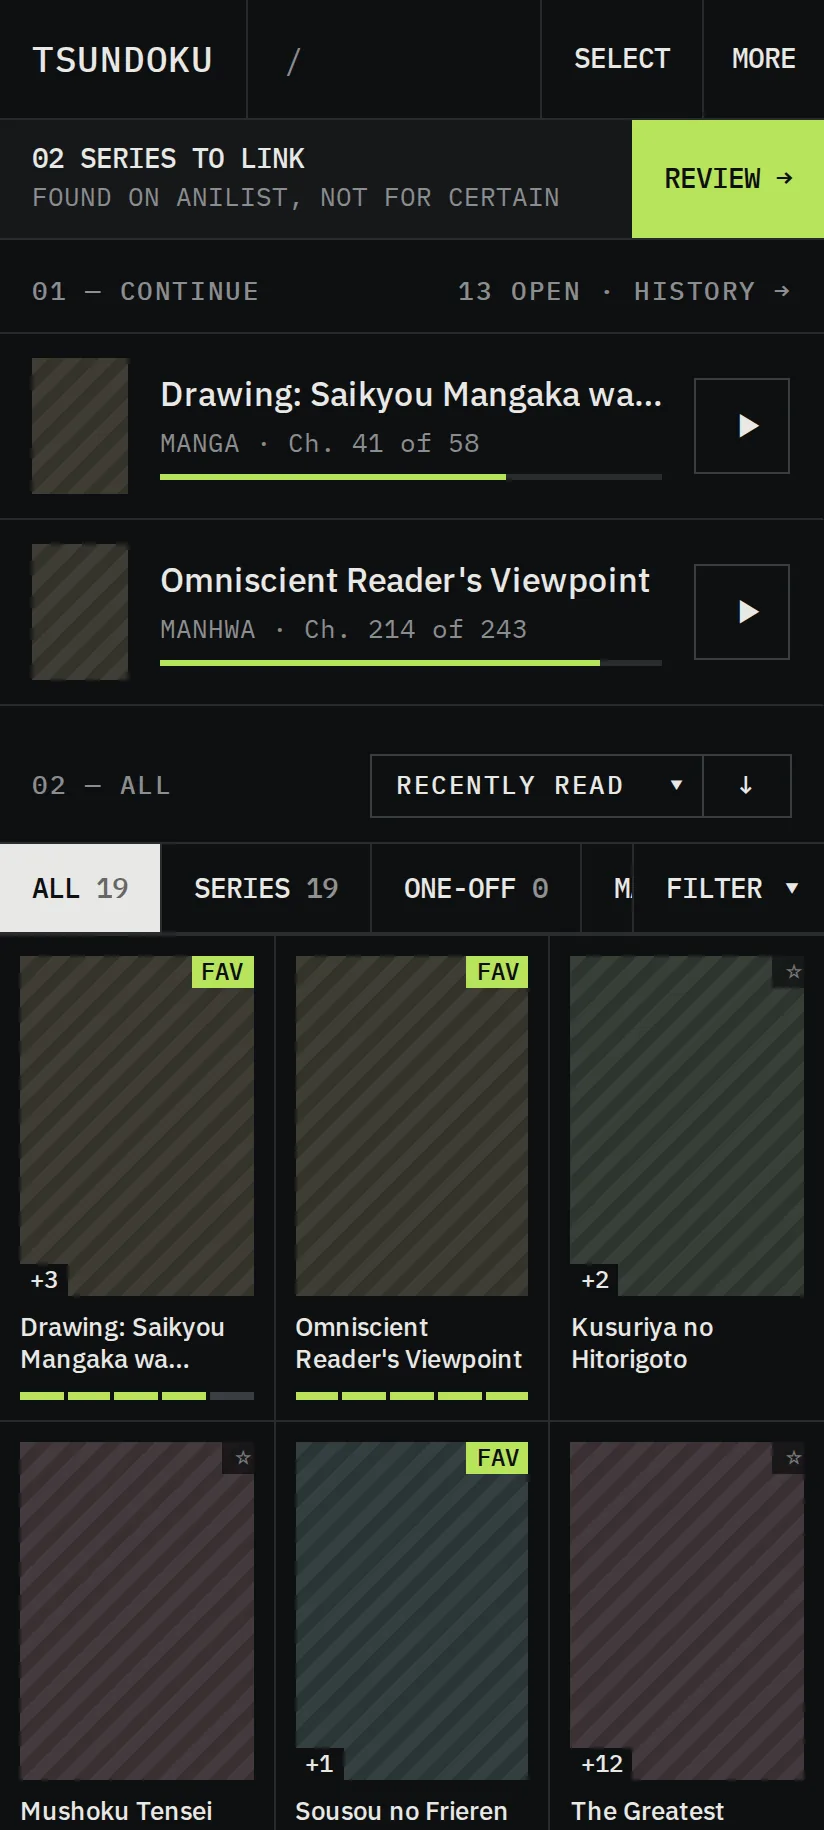 TSUNDOKU / SELECT MORE
02 SERIES TO LINK
FOUND ON ANILIST, NOT FOR CERTAIN
REVIEW →
01 — CONTINUE 13 OPEN · HISTORY →
Drawing: Saikyou Mangaka wa...
MANGA · Ch. 41 of 58
▶
Omniscient Reader's Viewpoint
MANHWA · Ch. 214 of 243
▶
02 — ALL RECENTLY READ ▼ ↓
ALL 19 SERIES 19 ONE-OFF 0 FILTER ▼
FAV FAV ☆
+3 +2
Drawing: Saikyou
Mangaka wa...
Omniscient
Reader's Viewpoint
Kusuriya no
Hitorigoto
☆ FAV ☆
+1 +12
Mushoku Tensei
Sousou no Frieren
The Greatest